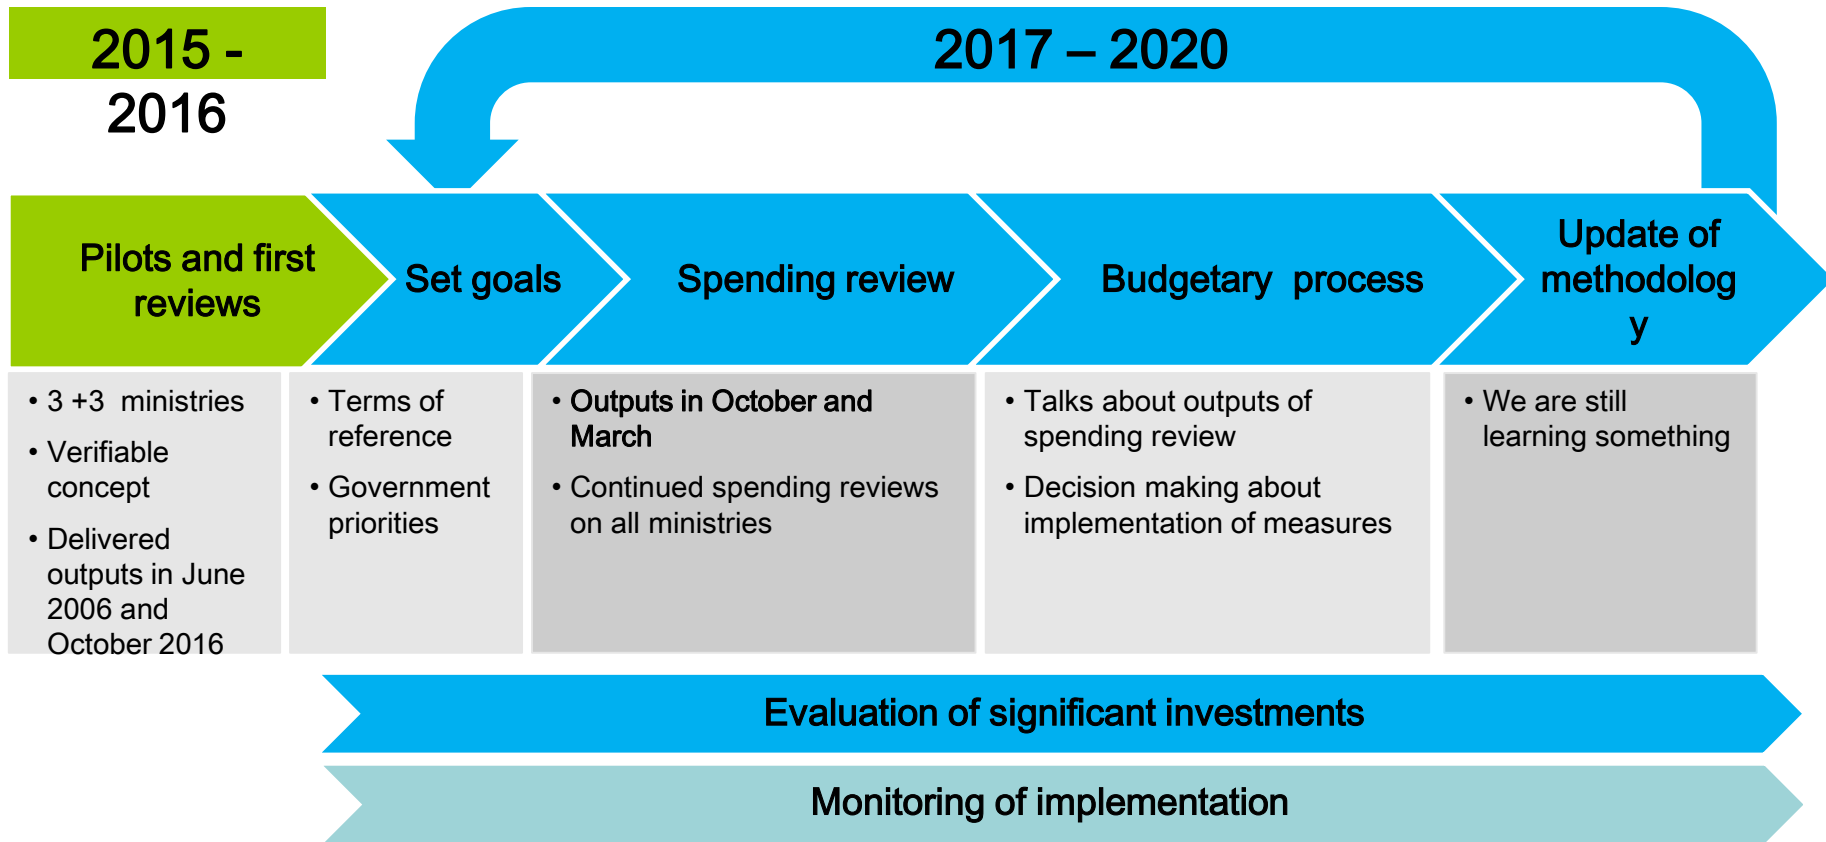 2015 -
2016
2017 – 2020
Pilots and first
reviews
Set goals
Spending review
Budgetary process
Update of
methodolog
y
• 3 +3 ministries
• Verifiable
concept
• Delivered
outputs in June
2006 and
October 2016
• Terms of
reference
• Government
priorities
• Outputs in October and
March
• Continued spending reviews
on all ministries
• Talks about outputs of
spending review
• Decision making about
implementation of measures
• We are still
learning something
Evaluation of significant investments
Monitoring of implementation